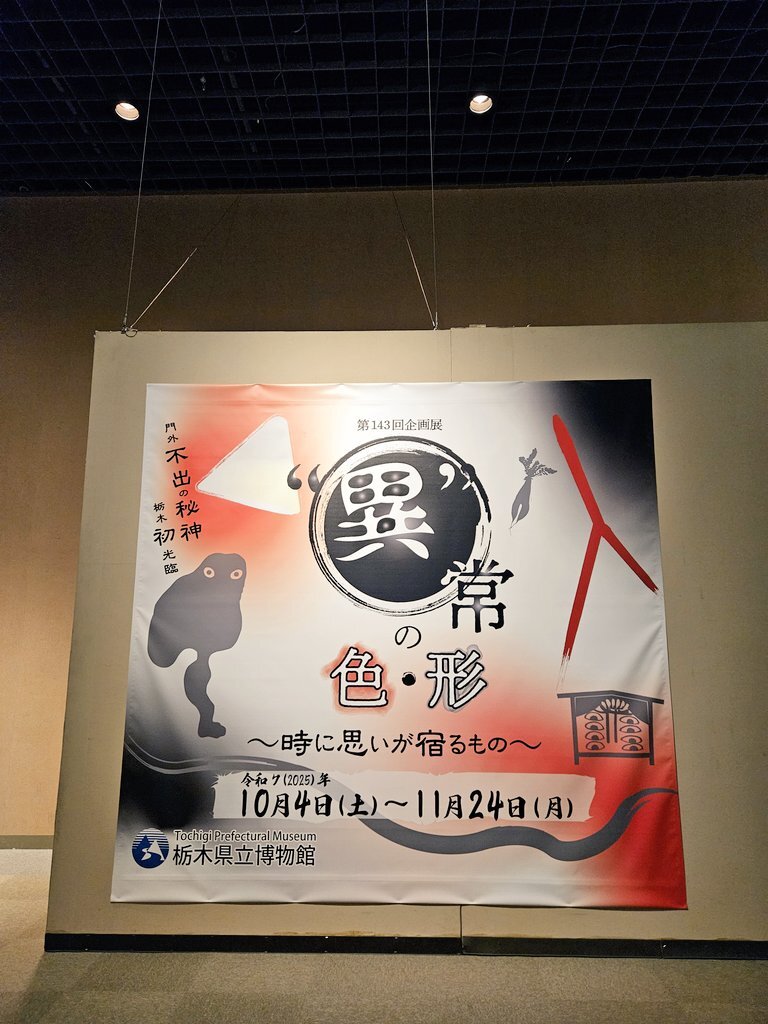 第143回企画展
“異”常
の
色・形
～時に思いが宿るもの～
門外不出の秘神
栃木初光臨
令和7(2025)年
10月4日(土)～11月24日(月)
Tochigi Prefectural Museum
栃木県立博物館